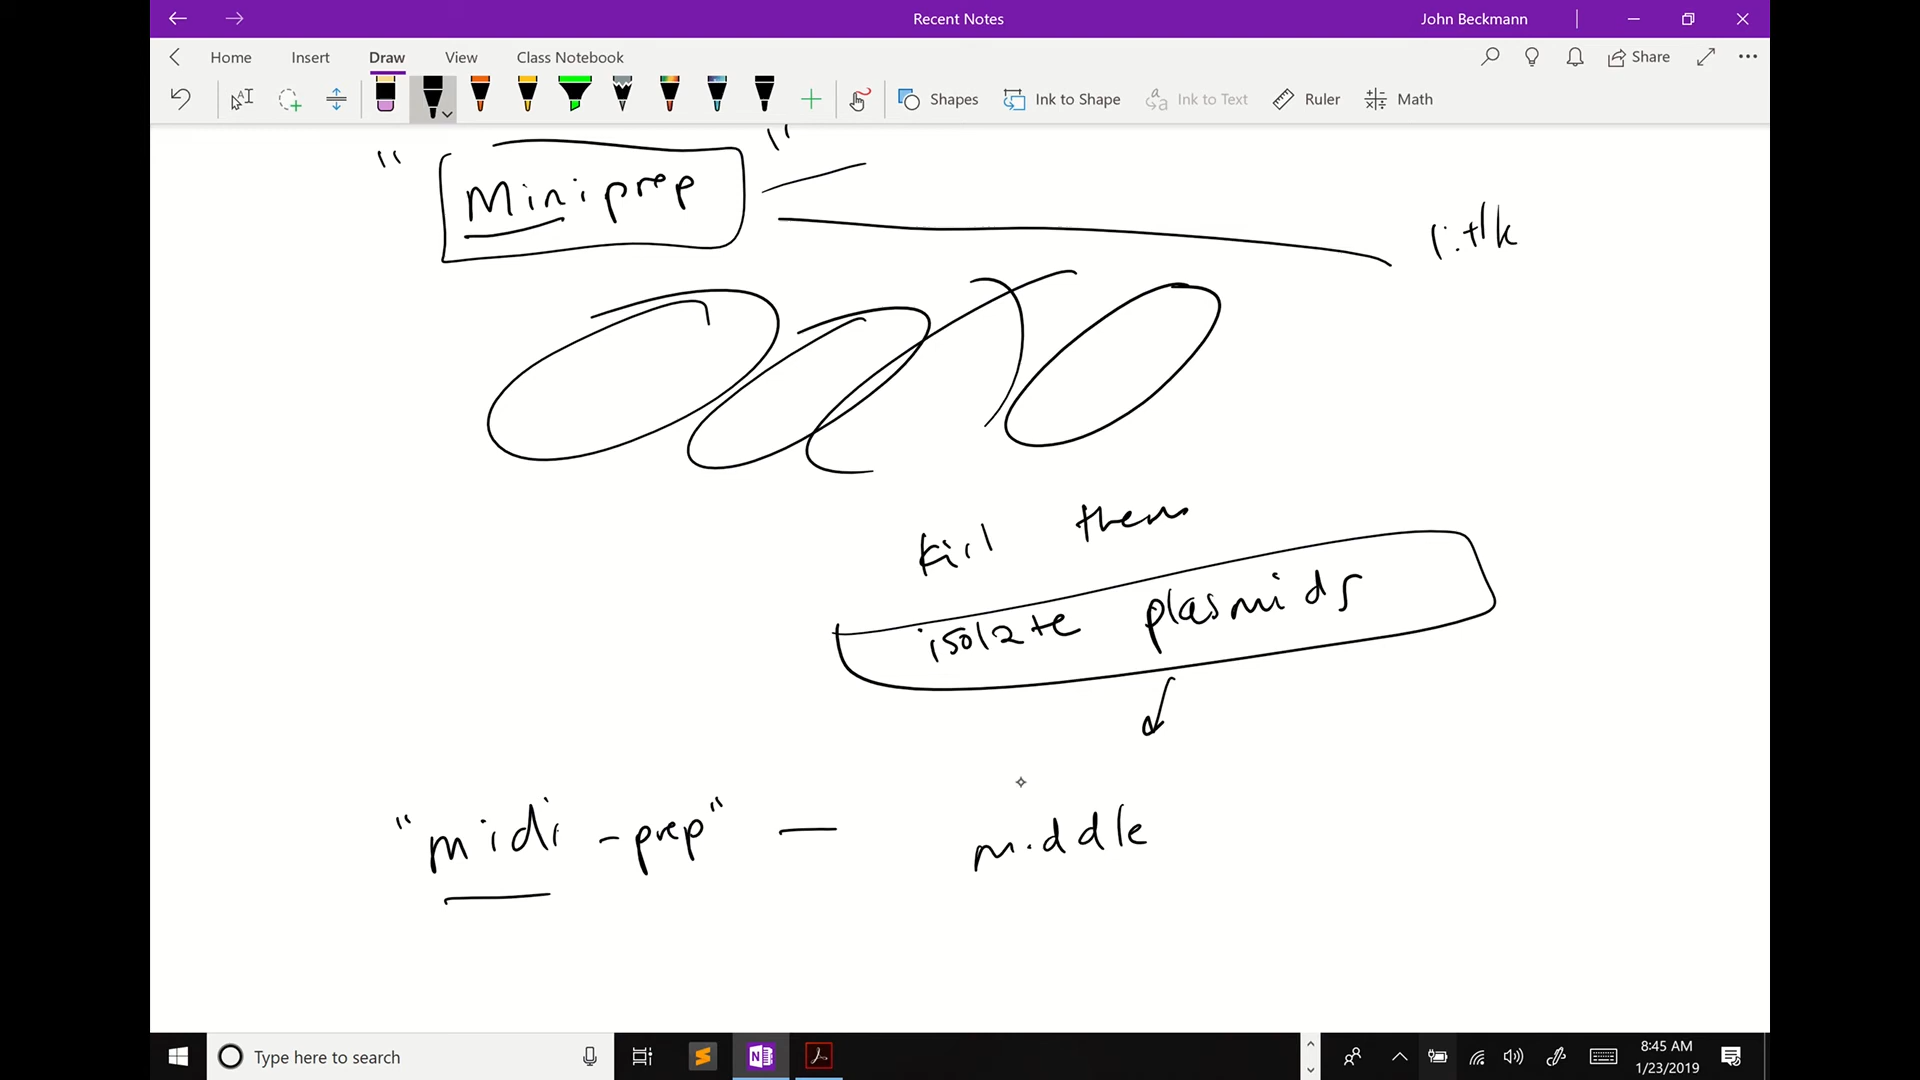 Recent Notes
John Beckmann
Home
Insert
Draw
View
Class Notebook
Share
Shapes
Ink to Shape
Ink to Text
Ruler
Math
" Miniprep "
kill them
isolate plasmids
"midi -prep" — middle
Type here to search
8:45 AM
1/23/2019